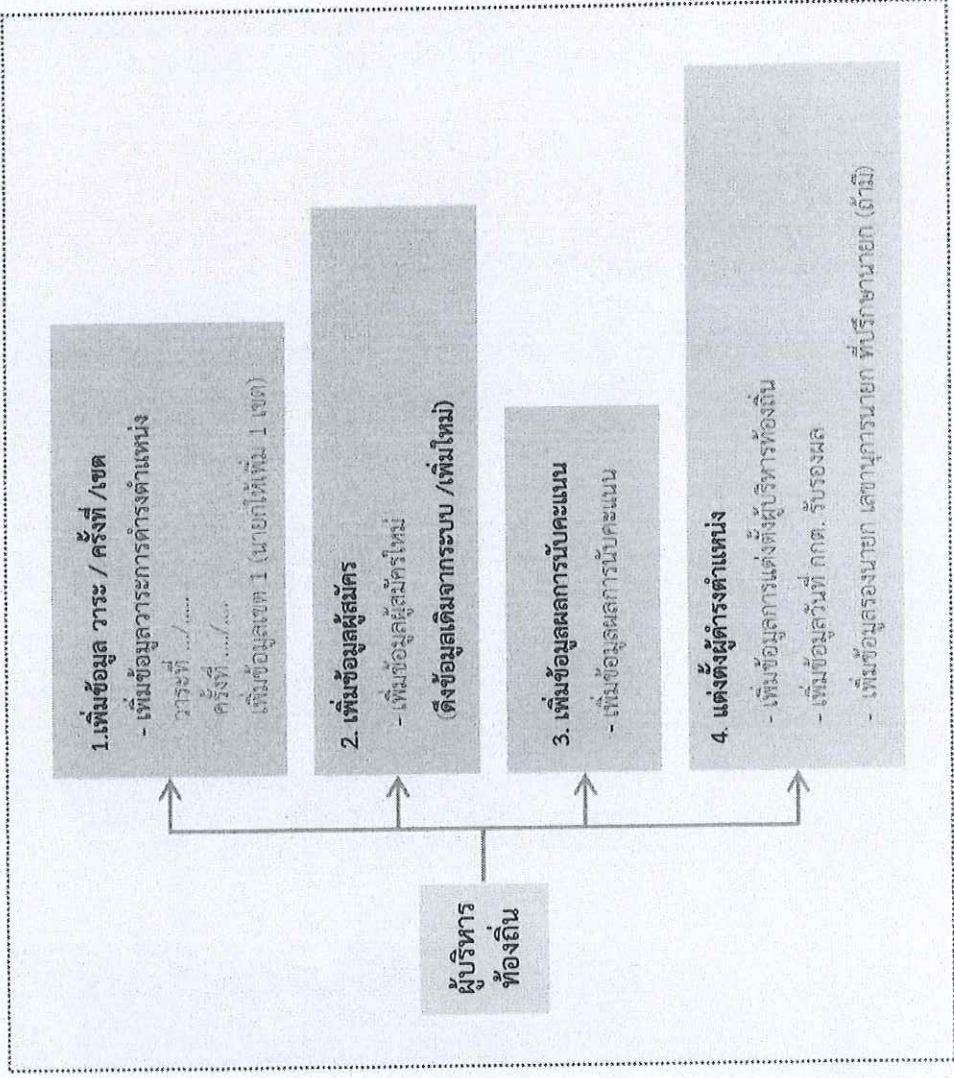 ผู้บริหาร
ท้องถิ่น
1.เพิ่มข้อมูล วาระ / ครั้งที่ /เขต
- เพิ่มข้อมูลวาระการดำรงตำแหน่ง
วาระที่ ..../.....
ครั้งที่ ...../.....
เพิ่มข้อมูลเขต 1 (นายกให้เพิ่ม 1 เขต)
2. เพิ่มข้อมูลผู้สมัคร
- เพิ่มข้อมูลผู้สมัครใหม่
(ดึงข้อมูลเดิมจากระบบ /เพิ่มใหม่)
3. เพิ่มข้อมูลผลการนับคะแนน
- เพิ่มข้อมูลผลการนับคะแนน
4. แต่งตั้งผู้ดำรงตำแหน่ง
- เพิ่มข้อมูลการแต่งตั้งผู้บริหารท้องถิ่น
- เพิ่มข้อมูลวันที่ กกต. รับรองผล
- เพิ่มข้อมูลรองนายก เลขานุการนายก ที่ปรึกษานายก (ถ้ามี)